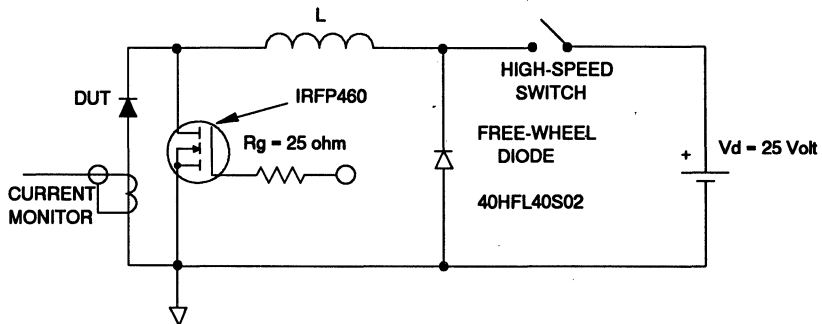 L
HIGH-SPEED
SWITCH
DUT
IRFP460
Rg = 25 ohm
FREE-WHEEL
DIODE
+
Vd = 25 Volt
CURRENT
MONITOR
40HFL40S02